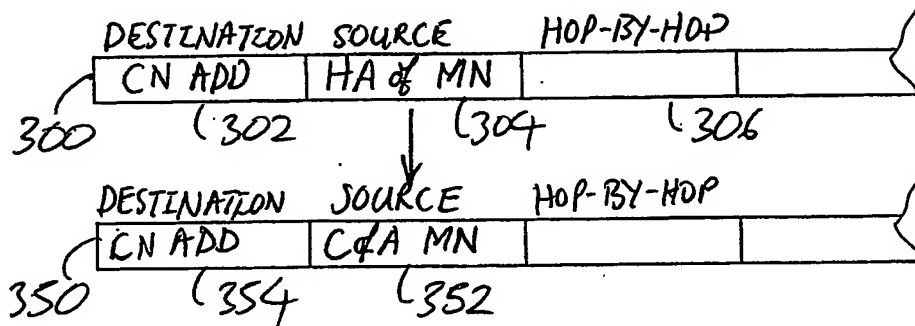 DESTINATION SOURCE HOP-BY-HOP
CN ADD HA of MN
300 302 304 306
DESTINATION SOURCE HOP-BY-HOP
CN ADD CofA MN
350 354 352